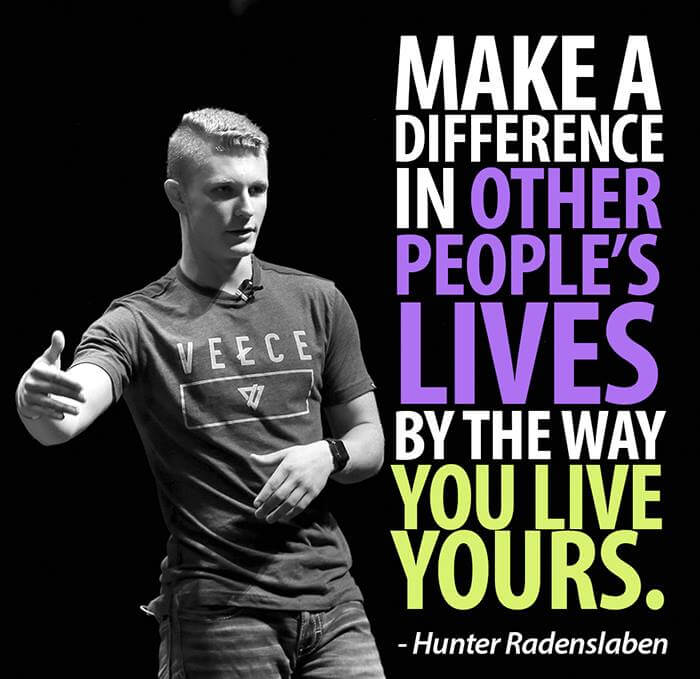 MAKE A
DIFFERENCE
IN OTHER
PEOPLE'S
LIVES
BY THE WAY
YOU LIVE
YOURS.
- Hunter Radenslaben
VEECE